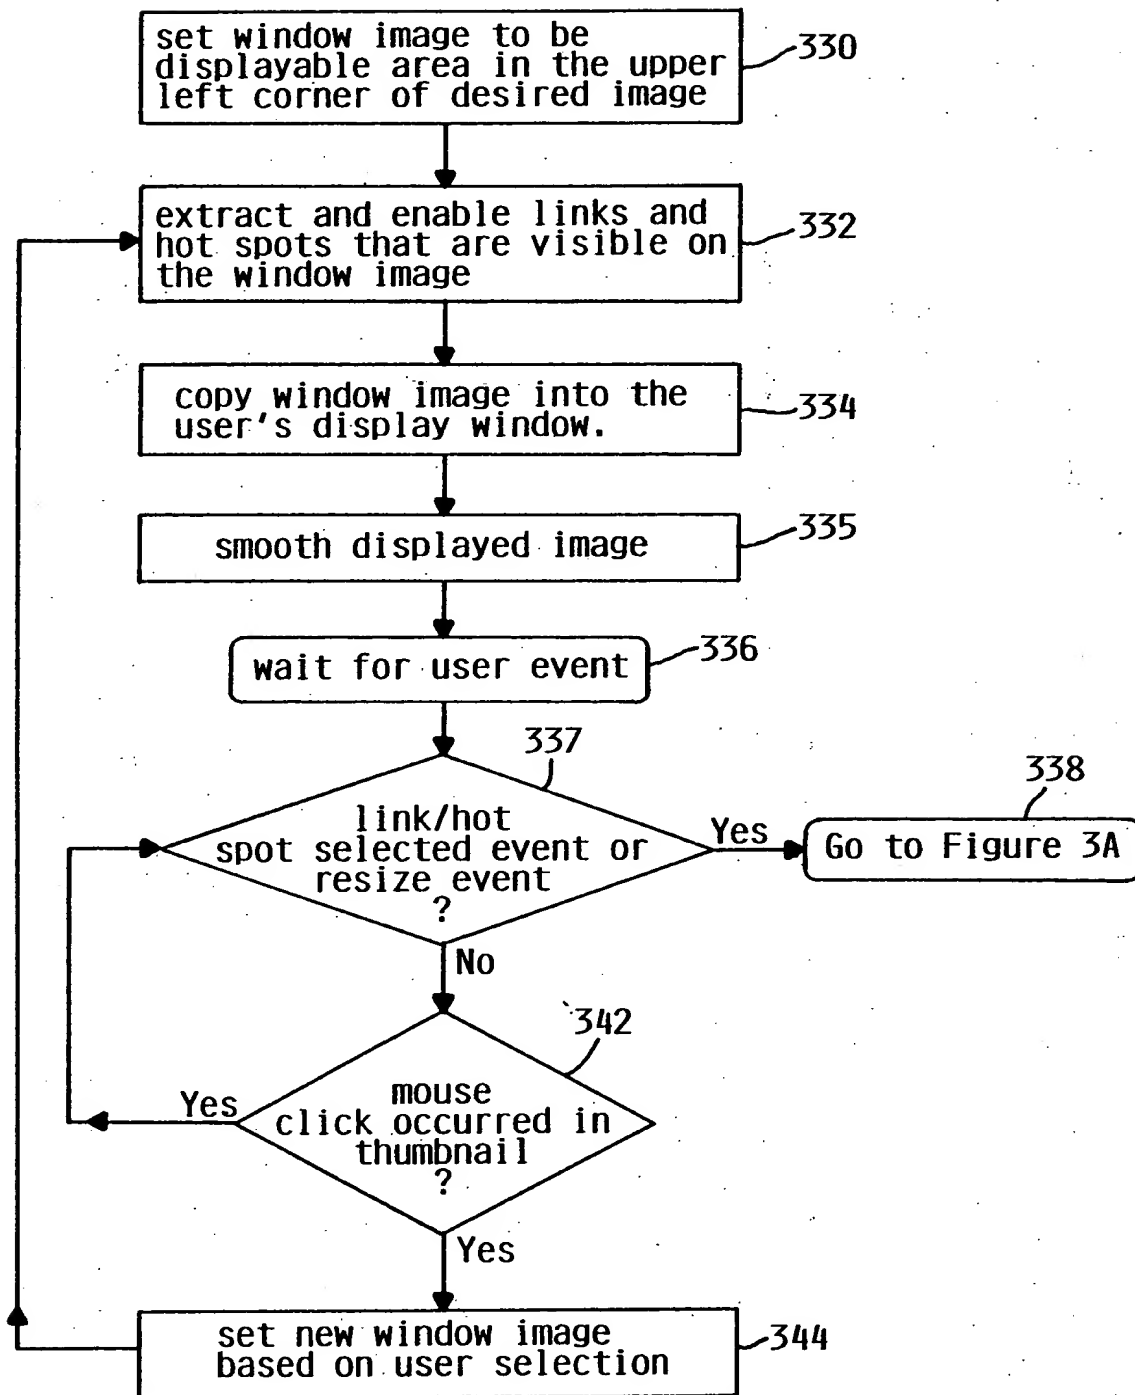 set window image to be
displayable area in the upper
left corner of desired image
330
extract and enable links and
hot spots that are visible on
the window image
332
copy window image into the
user's display window.
334
smooth displayed image
335
wait for user event
336
337
link/hot
spot selected event or
resize event
?
Yes
338
Go to Figure 3A
No
342
mouse
click occurred in
thumbnail
?
Yes
Yes
set new window image
based on user selection
344